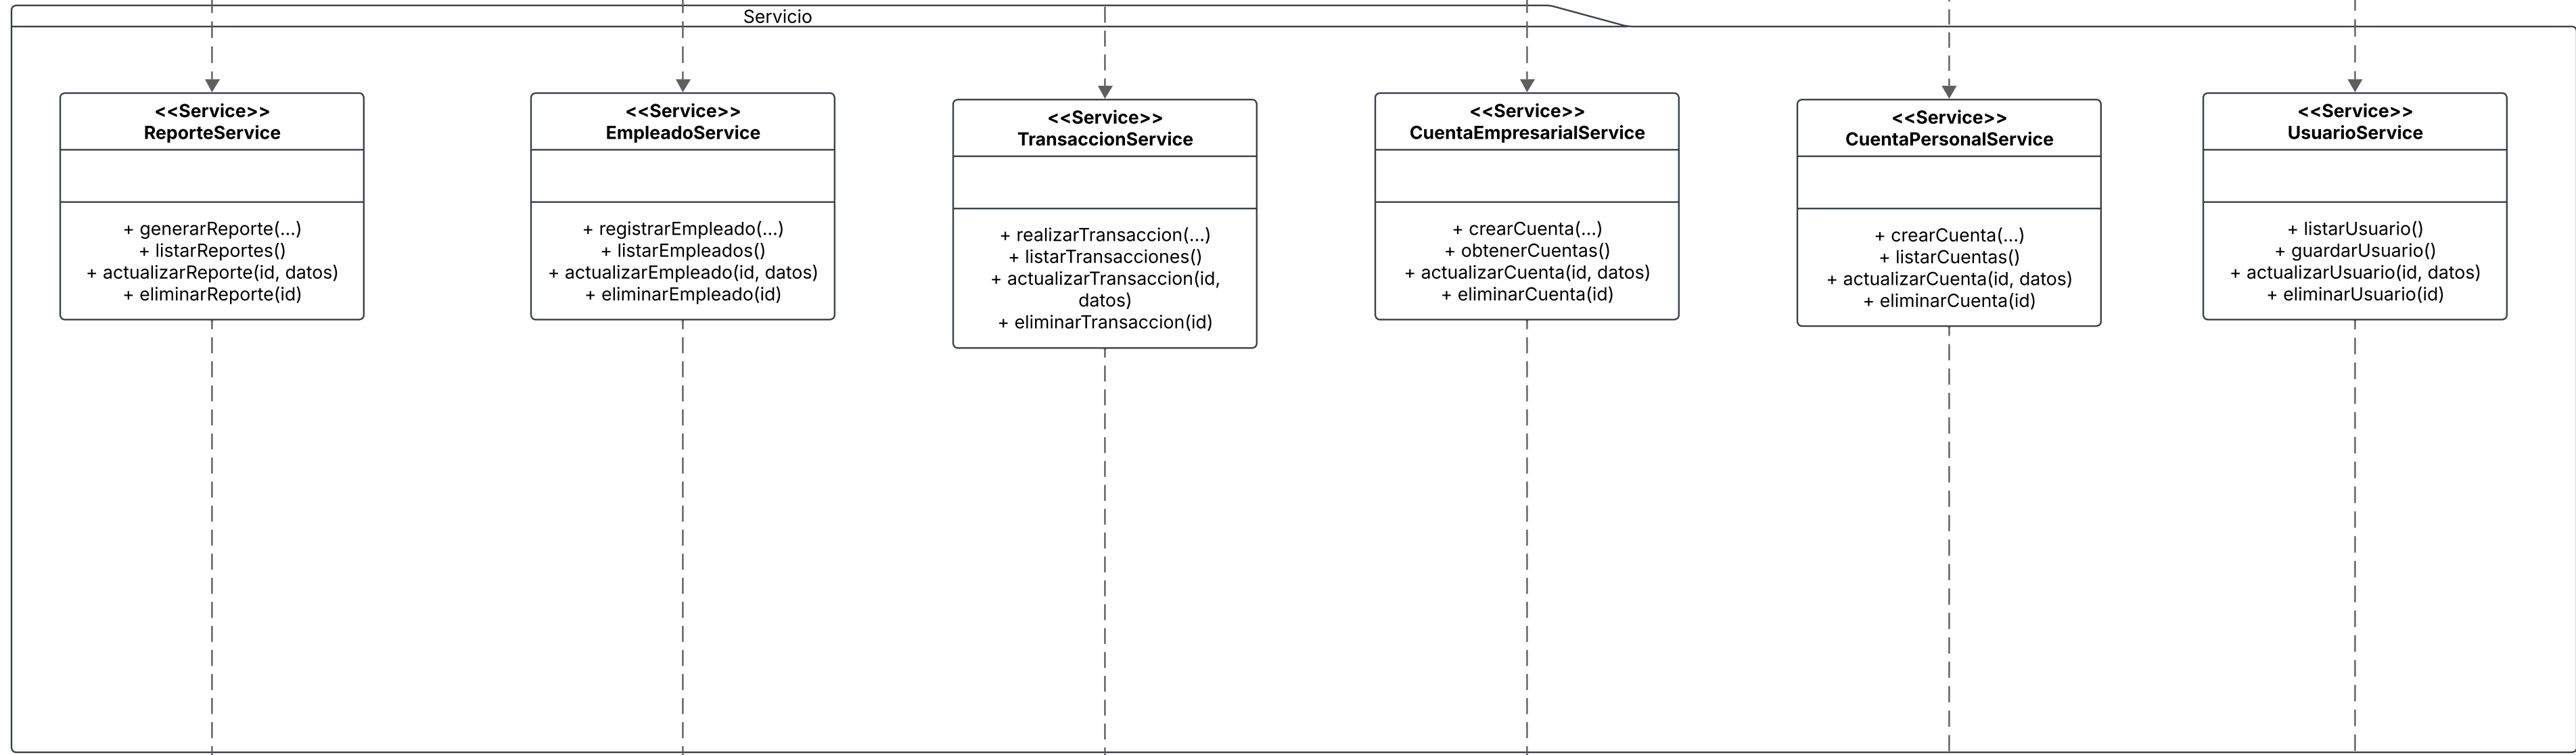 Servicio
<<Service>>
ReporteService
+ generarReporte(...)
+ listarReportes()
+ actualizarReporte(id, datos)
+ eliminarReporte(id)
<<Service>>
EmpleadoService
+ registrarEmpleado(...)
+ listarEmpleados()
+ actualizarEmpleado(id, datos)
+ eliminarEmpleado(id)
<<Service>>
TransaccionService
+ realizarTransaccion(...)
+ listarTransacciones()
+ actualizarTransaccion(id,
datos)
+ eliminarTransaccion(id)
<<Service>>
CuentaEmpresarialService
+ crearCuenta(...)
+ obtenerCuentas()
+ actualizarCuenta(id, datos)
+ eliminarCuenta(id)
<<Service>>
CuentaPersonalService
+ crearCuenta(...)
+ listarCuentas()
+ actualizarCuenta(id, datos)
+ eliminarCuenta(id)
<<Service>>
UsuarioService
+ listarUsuario()
+ guardarUsuario()
+ actualizarUsuario(id, datos)
+ eliminarUsuario(id)